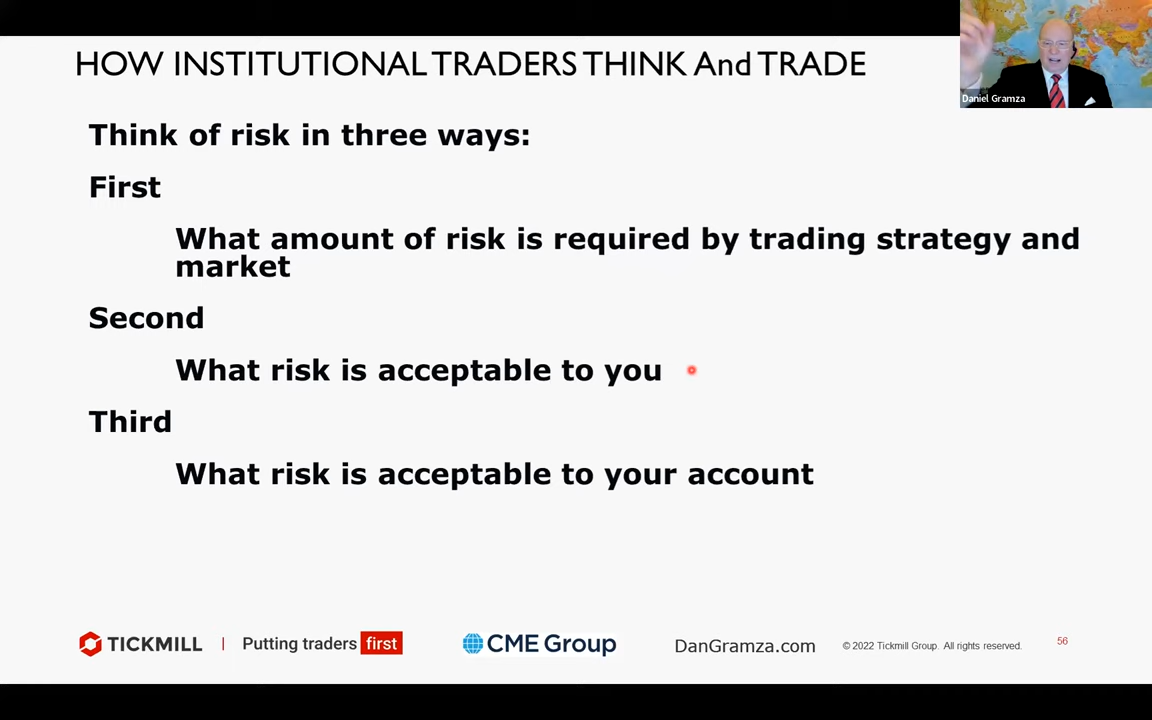 HOW INSTITUTIONAL TRADERS THINK And TRADE
Daniel Gramza
Think of risk in three ways:
First
What amount of risk is required by trading strategy and
market
Second
What risk is acceptable to you
Third
What risk is acceptable to your account
TICKMILL | Putting traders first
CME Group
DanGramza.com
© 2022 Tickmill Group. All rights reserved.
56